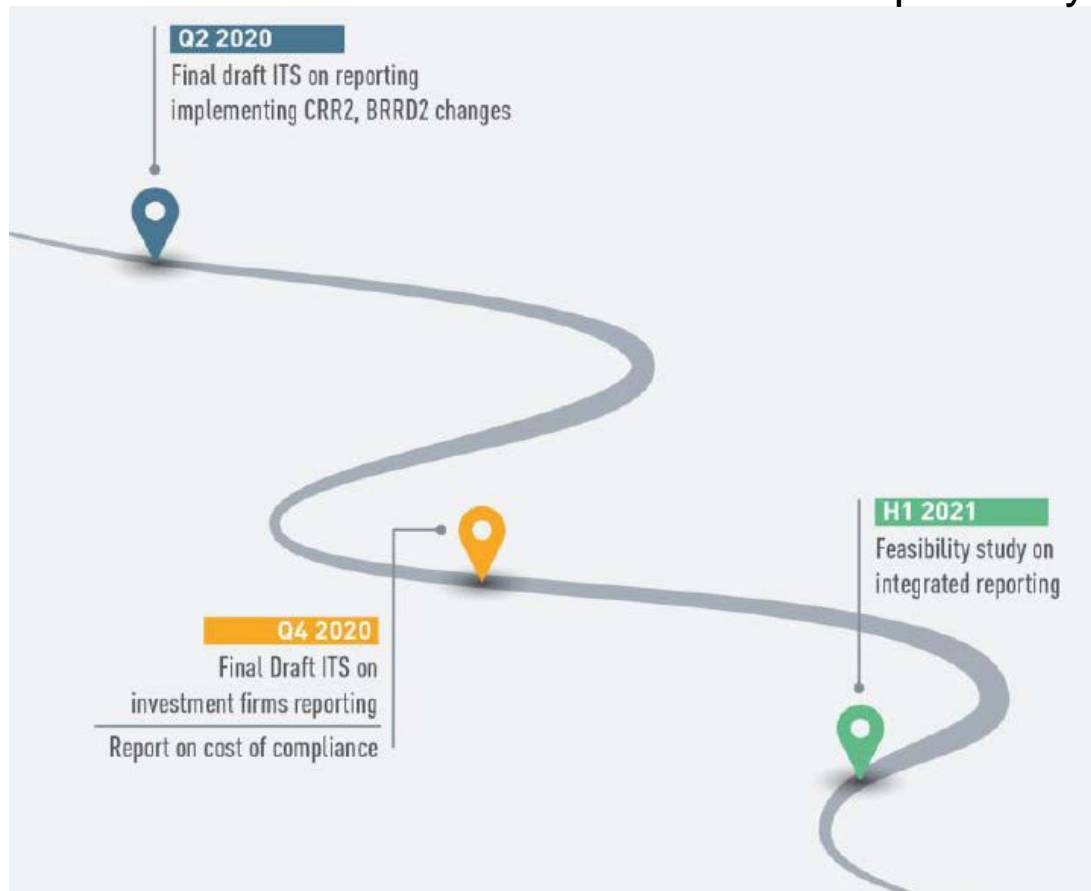 Q2 2020
Final draft ITS on reporting
implementing CRR2, BRRD2 changes
H1 2021
Feasibility study on
integrated reporting
Q4 2020
Final Draft ITS on
investment firms reporting
Report on cost of compliance